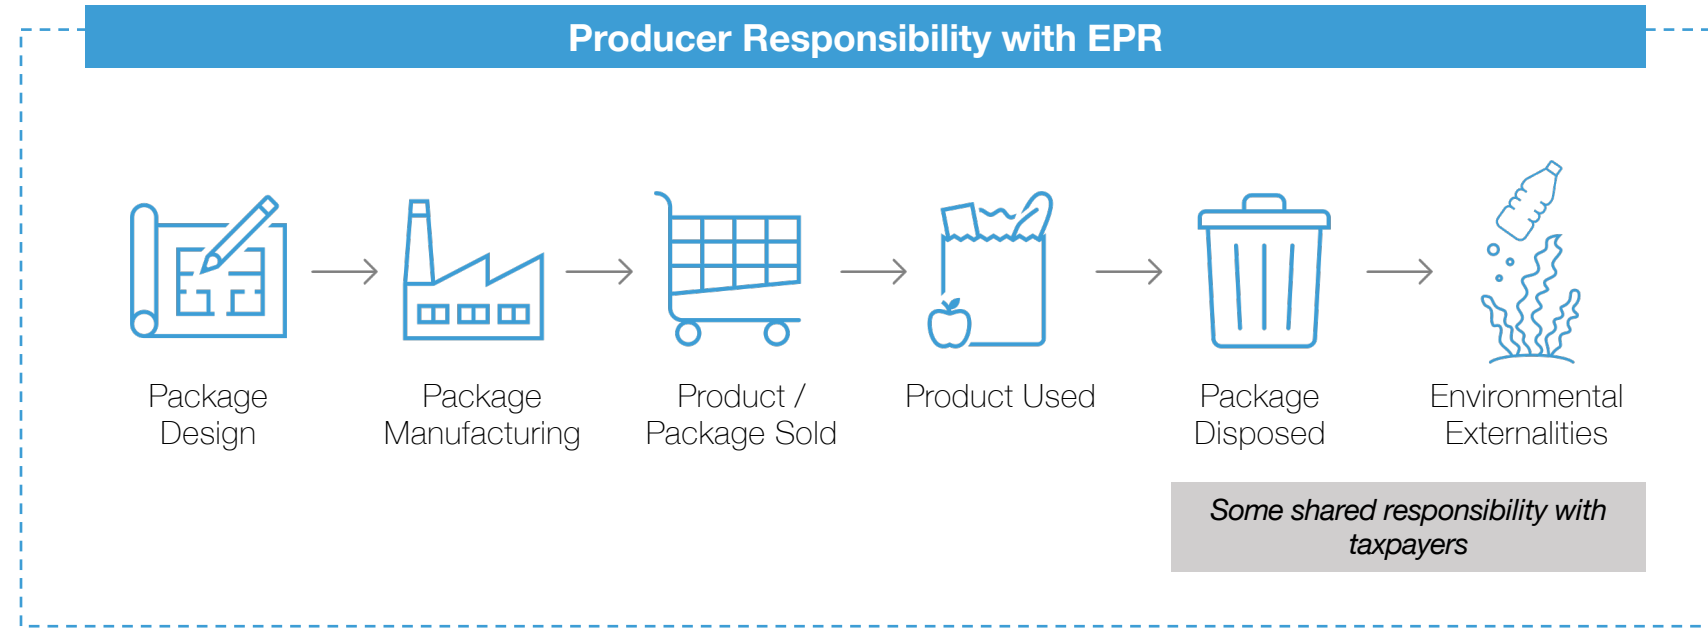 Producer Responsibility with EPR
Package
Design
Package
Manufacturing
Product /
Package Sold
Product Used
Package
Disposed
Environmental
Externalities
Some shared responsibility with
taxpayers